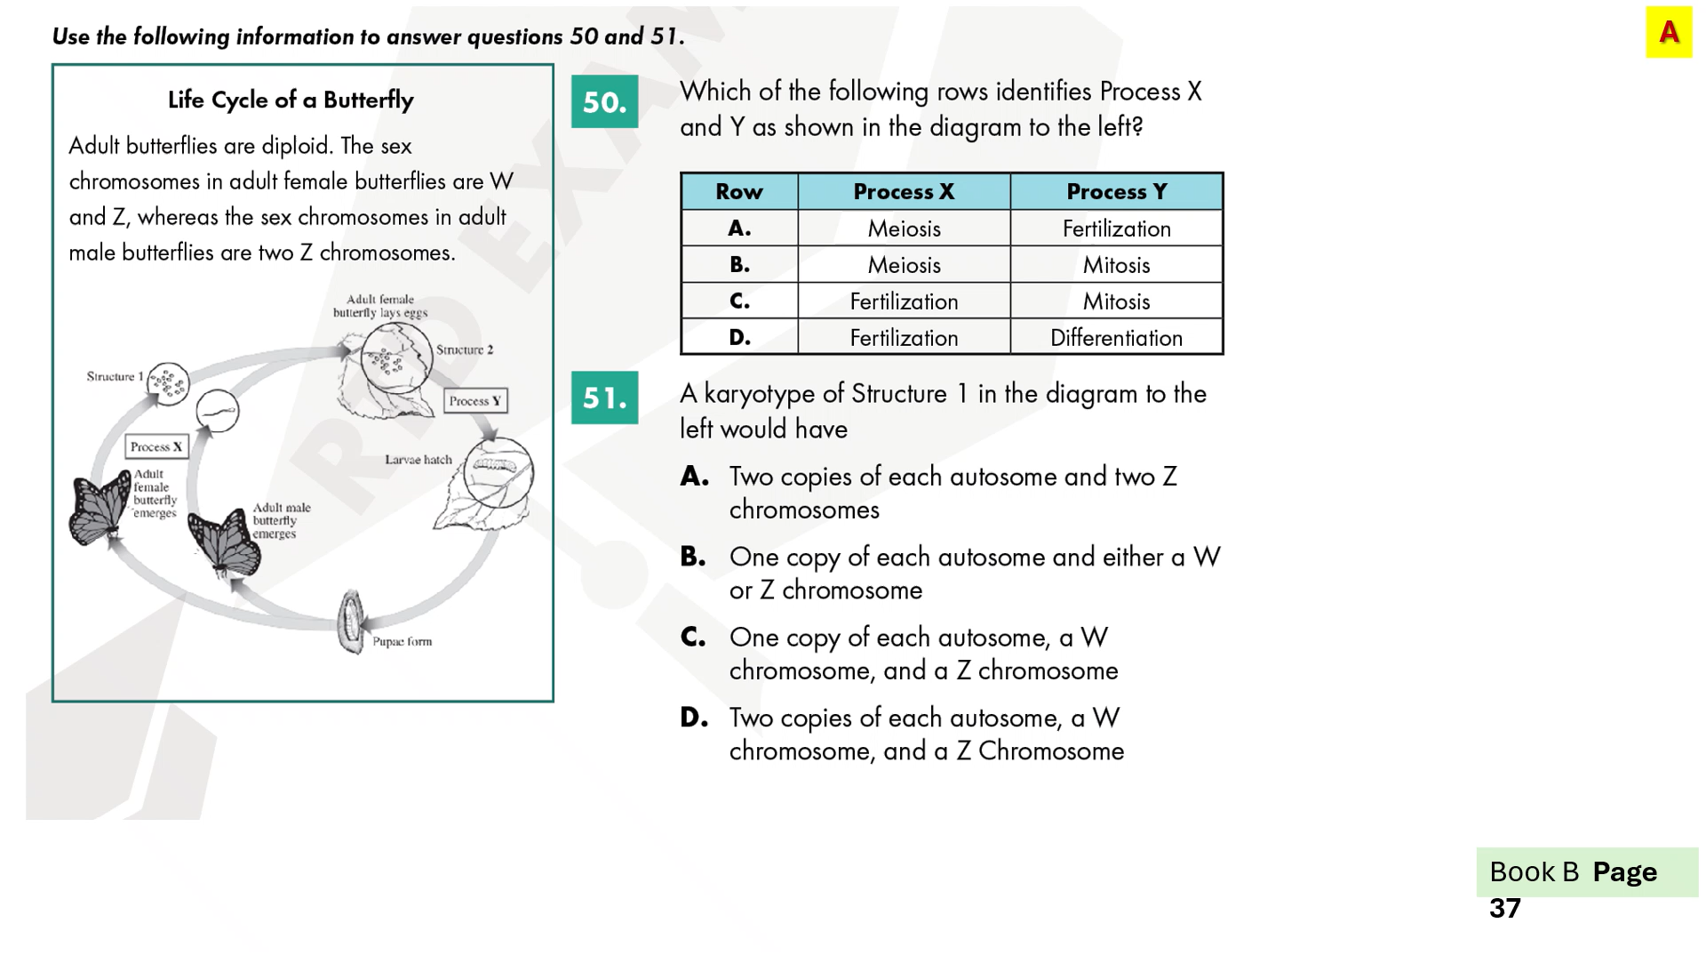 Use the following information to answer questions 50 and 51.
A
Life Cycle of a Butterfly
Adult butterflies are diploid. The sex
chromosomes in adult female butterflies are W
and Z, whereas the sex chromosomes in adult
male butterflies are two Z chromosomes.
Adult female
butterfly lays eggs
Structure 2
Structure 1
Process Y
Process X
Larvae hatch
Adult
female
butterfly
emerges
Adult male
butterfly
emerges
Pupae form
50.
Which of the following rows identifies Process X
and Y as shown in the diagram to the left?
Row Process X Process Y
A. Meiosis Fertilization
B. Meiosis Mitosis
C. Fertilization Mitosis
D. Fertilization Differentiation
51.
A karyotype of Structure 1 in the diagram to the
left would have
A. Two copies of each autosome and two Z
chromosomes
B. One copy of each autosome and either a W
or Z chromosome
C. One copy of each autosome, a W
chromosome, and a Z chromosome
D. Two copies of each autosome, a W
chromosome, and a Z Chromosome
Book B Page
37